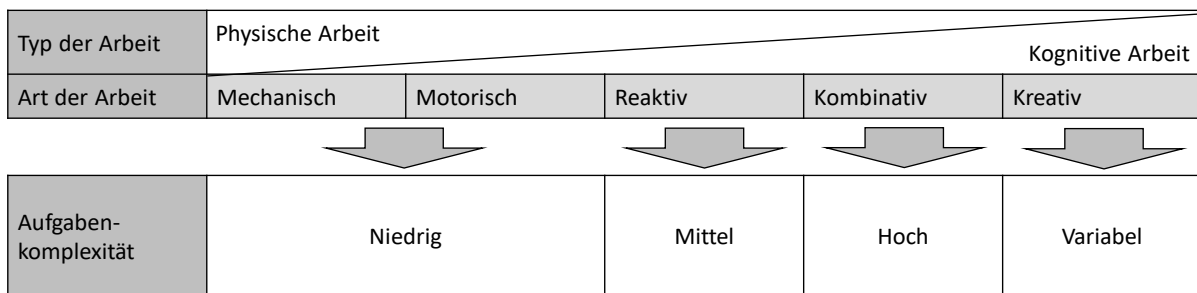 Typ der Arbeit
Physische Arbeit
Kognitive Arbeit
Art der Arbeit
Mechanisch
Motorisch
Reaktiv
Kombinativ
Kreativ
Aufgaben-
komplexität
Niedrig
Mittel
Hoch
Variabel